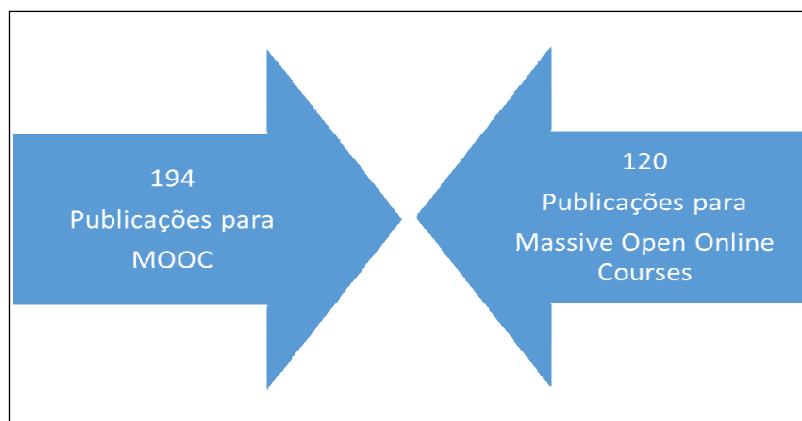 194
Publicações para
MOOC
120
Publicações para
Massive Open Online
Courses